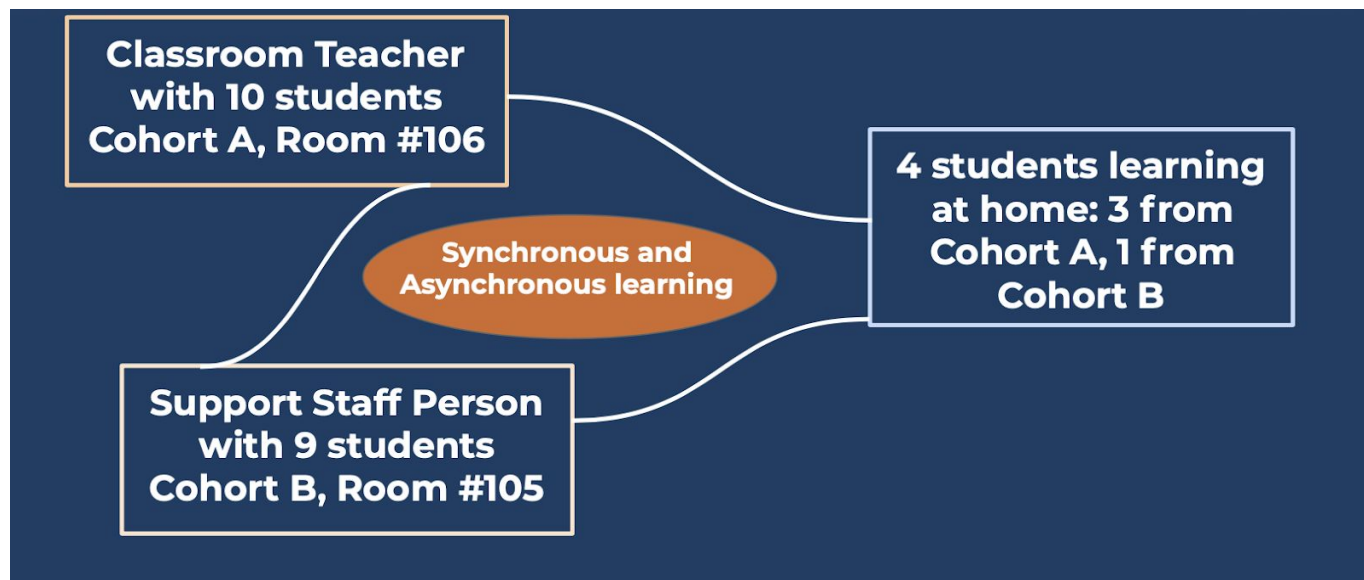 Classroom Teacher
with 10 students
Cohort A, Room #106
4 students learning
at home: 3 from
Cohort A, 1 from
Cohort B
Synchronous and
Asynchronous learning
Support Staff Person
with 9 students
Cohort B, Room #105